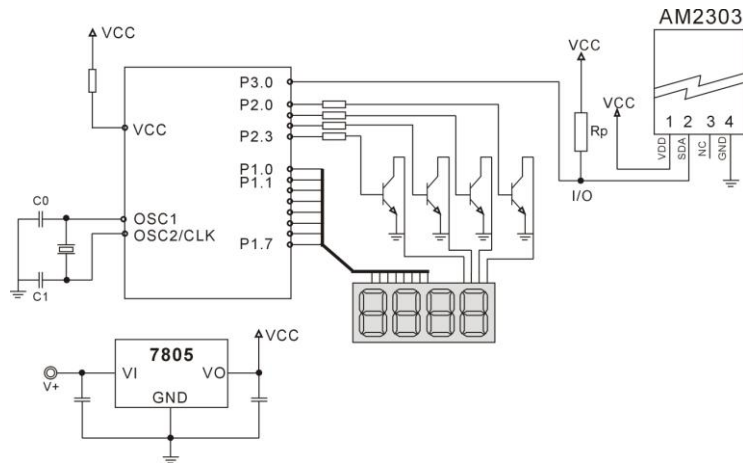 AM2303
VCC
VCC
VCC
P3.0
P2.0
P2.3
VCC
Rp
1 2 3 4
VDD
SDA
NC
GND
I/O
P1.0
P1.1
P1.7
C0
OSC1
OSC2/CLK
C1
7805
VI
VO
GND
V+
VCC